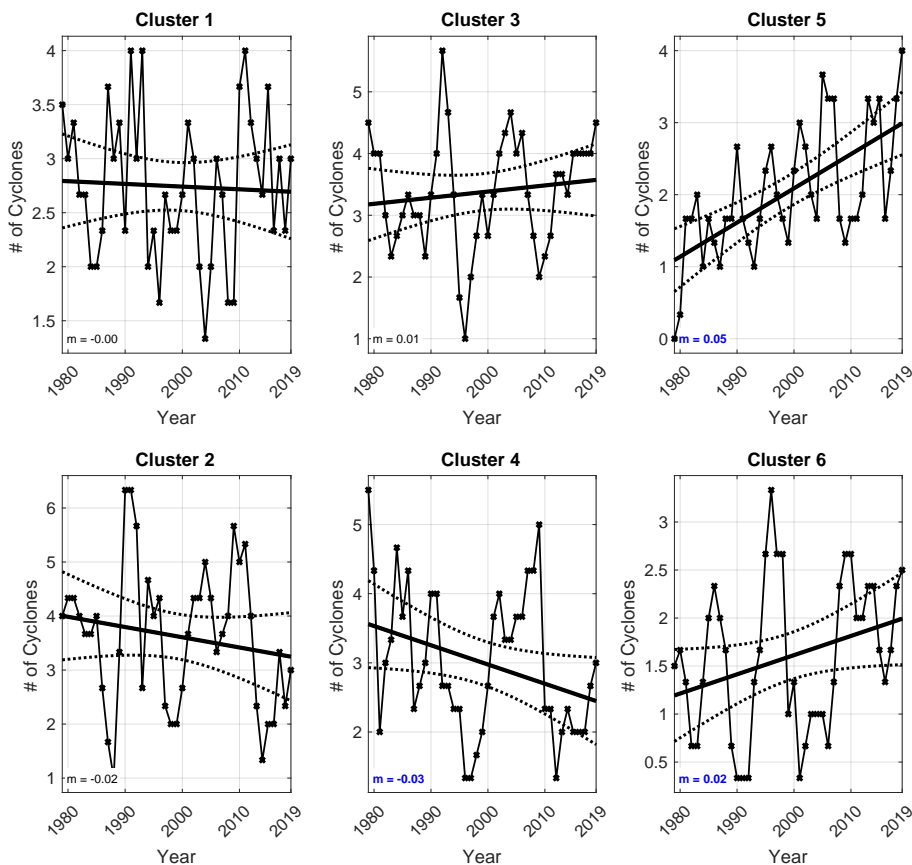 Cluster 1
# of Cyclones
4
3.5
3
2.5
2
1.5
m = -0.00
1980
1990
2000
2010
2019
Year
Cluster 3
# of Cyclones
5
4
3
2
1
m = 0.01
1980
1990
2000
2010
2019
Year
Cluster 5
# of Cyclones
4
3
2
1
0
m = 0.05
1980
1990
2000
2010
2019
Year
Cluster 2
# of Cyclones
6
5
4
3
2
1
m = -0.02
1980
1990
2000
2010
2019
Year
Cluster 4
# of Cyclones
5
4
3
2
m = -0.03
1980
1990
2000
2010
2019
Year
Cluster 6
# of Cyclones
3
2.5
2
1.5
1
0.5
m = 0.02
1980
1990
2000
2010
2019
Year